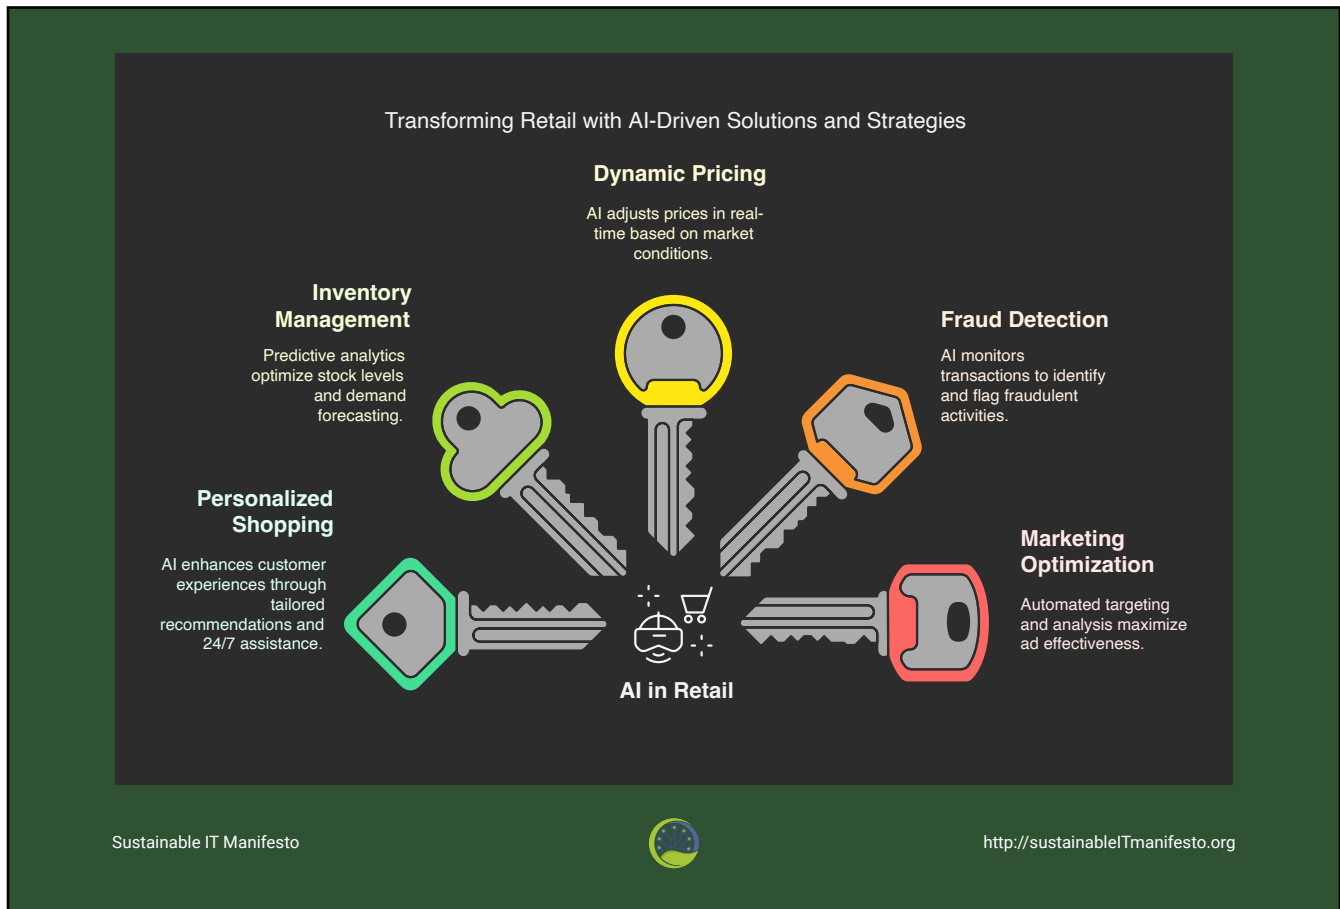 Transforming Retail with AI-Driven Solutions and Strategies
Dynamic Pricing
AI adjusts prices in real-
time based on market
conditions.
Inventory
Management
Predictive analytics
optimize stock levels
and demand
forecasting.
Fraud Detection
AI monitors
transactions to identify
and flag fraudulent
activities.
Personalized
Shopping
AI enhances customer
experiences through
tailored
recommendations and
24/7 assistance.
Marketing
Optimization
Automated targeting
and analysis maximize
ad effectiveness.
AI in Retail
Sustainable IT Manifesto
http://sustainableITmanifesto.org